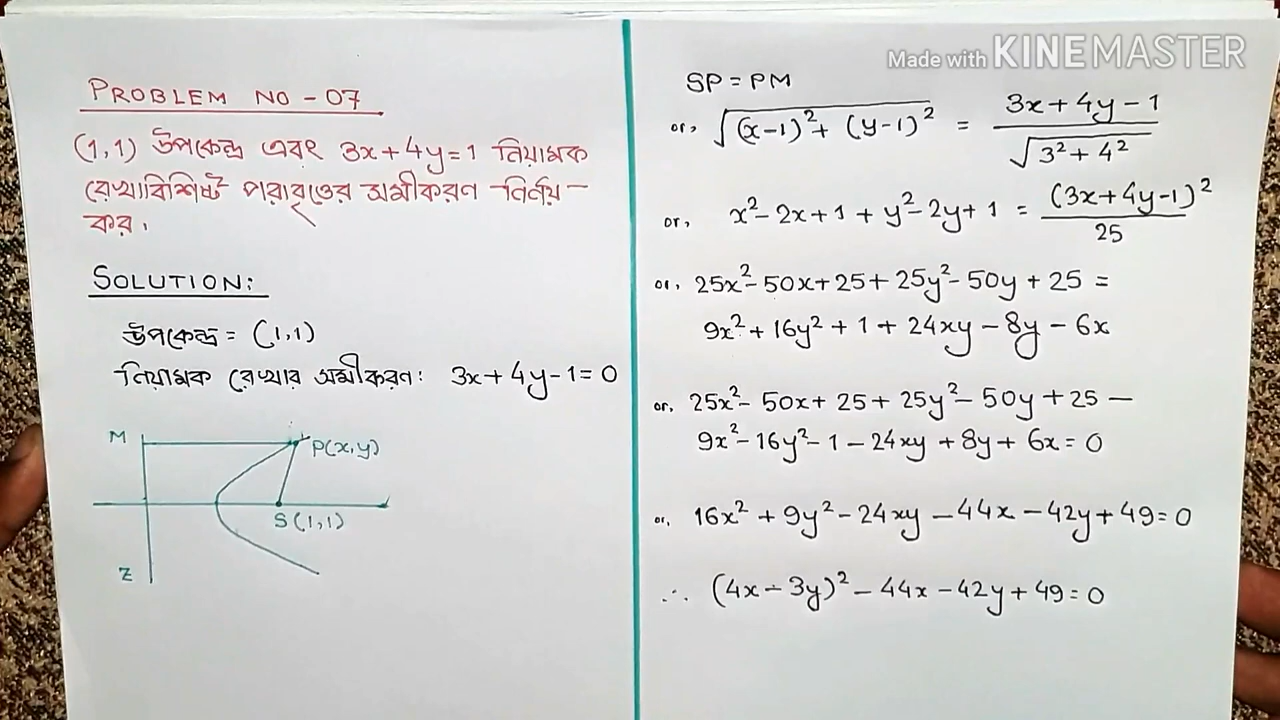 Made with KINEMASTER
PROBLEM NO - 07
(1,1) উপকেন্দ্র এবং 3x + 4y = 1 নিয়ামক
রেখাবিশিষ্ট পরাবৃত্তের সমীকরণ নির্ণয়
কর।
SOLUTION:
উপকেন্দ্র = (1,1)
নিয়ামক রেখার সমীকরণ: 3x + 4y - 1 = 0
M
P(x,y)
S(1,1)
Z
SP = PM
or, √((x-1)² + (y-1)²) = (3x + 4y - 1)/√(3² + 4²)
or, x² - 2x + 1 + y² - 2y + 1 = (3x + 4y - 1)²/25
or, 25x² - 50x + 25 + 25y² - 50y + 25 =
9x² + 16y² + 1 + 24xy - 8y - 6x
or, 25x² - 50x + 25 + 25y² - 50y + 25 -
9x² - 16y² - 1 - 24xy + 8y + 6x = 0
or, 16x² + 9y² - 24xy - 44x - 42y + 49 = 0
∴ (4x - 3y)² - 44x - 42y + 49 = 0